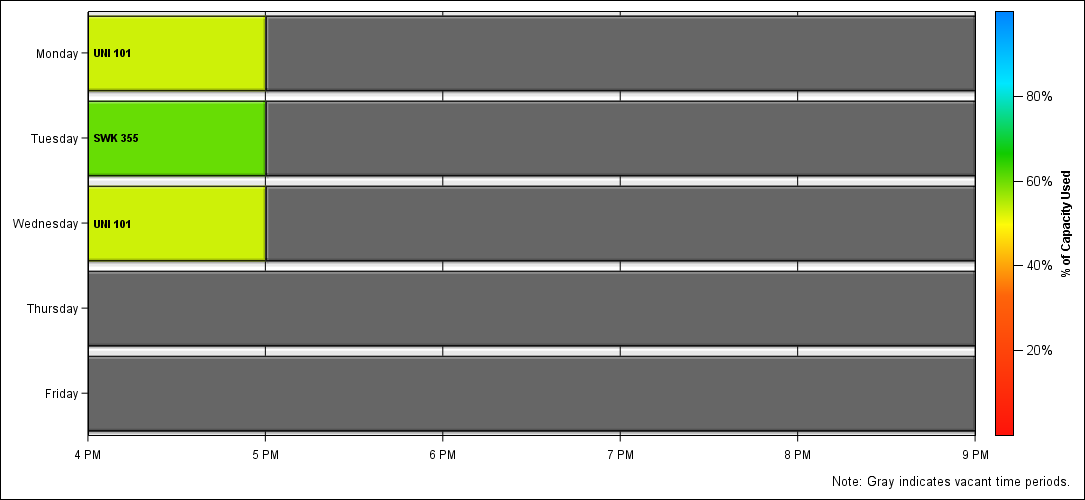 Monday
UNI 101
Tuesday
SWK 355
Wednesday
UNI 101
Thursday
Friday
4 PM
5 PM
6 PM
7 PM
8 PM
9 PM
80%
60%
40%
20%
% of Capacity Used
Note: Gray indicates vacant time periods.